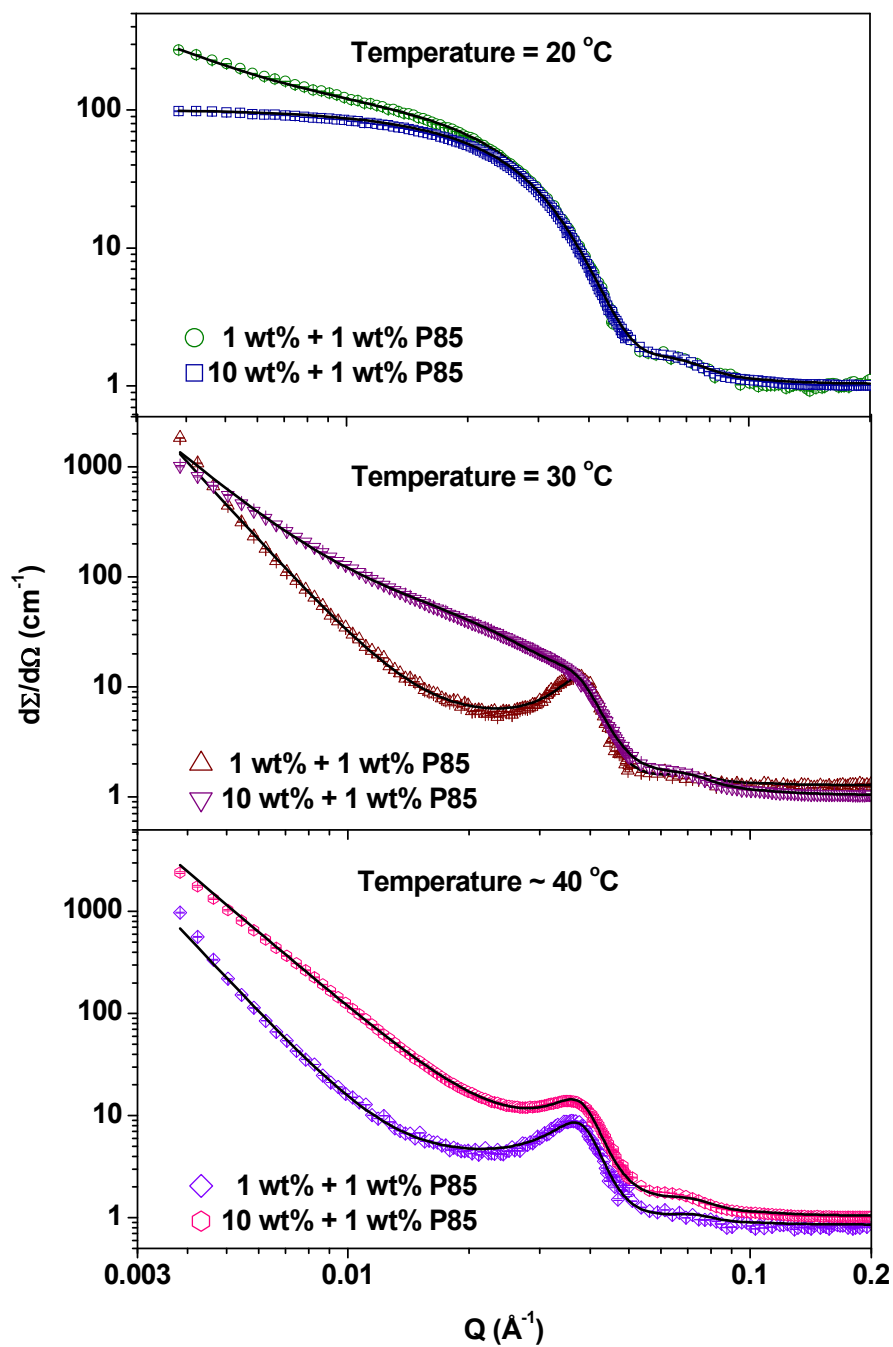 Temperature = 20 °C
100
10
1
1 wt% + 1 wt% P85
10 wt% + 1 wt% P85
Temperature = 30 °C
1000
100
10
1
1 wt% + 1 wt% P85
10 wt% + 1 wt% P85
dΣ/dΩ (cm⁻¹)
Temperature ~ 40 °C
1000
100
10
1
1 wt% + 1 wt% P85
10 wt% + 1 wt% P85
0.003 0.01 0.1 0.2
Q (Å⁻¹)